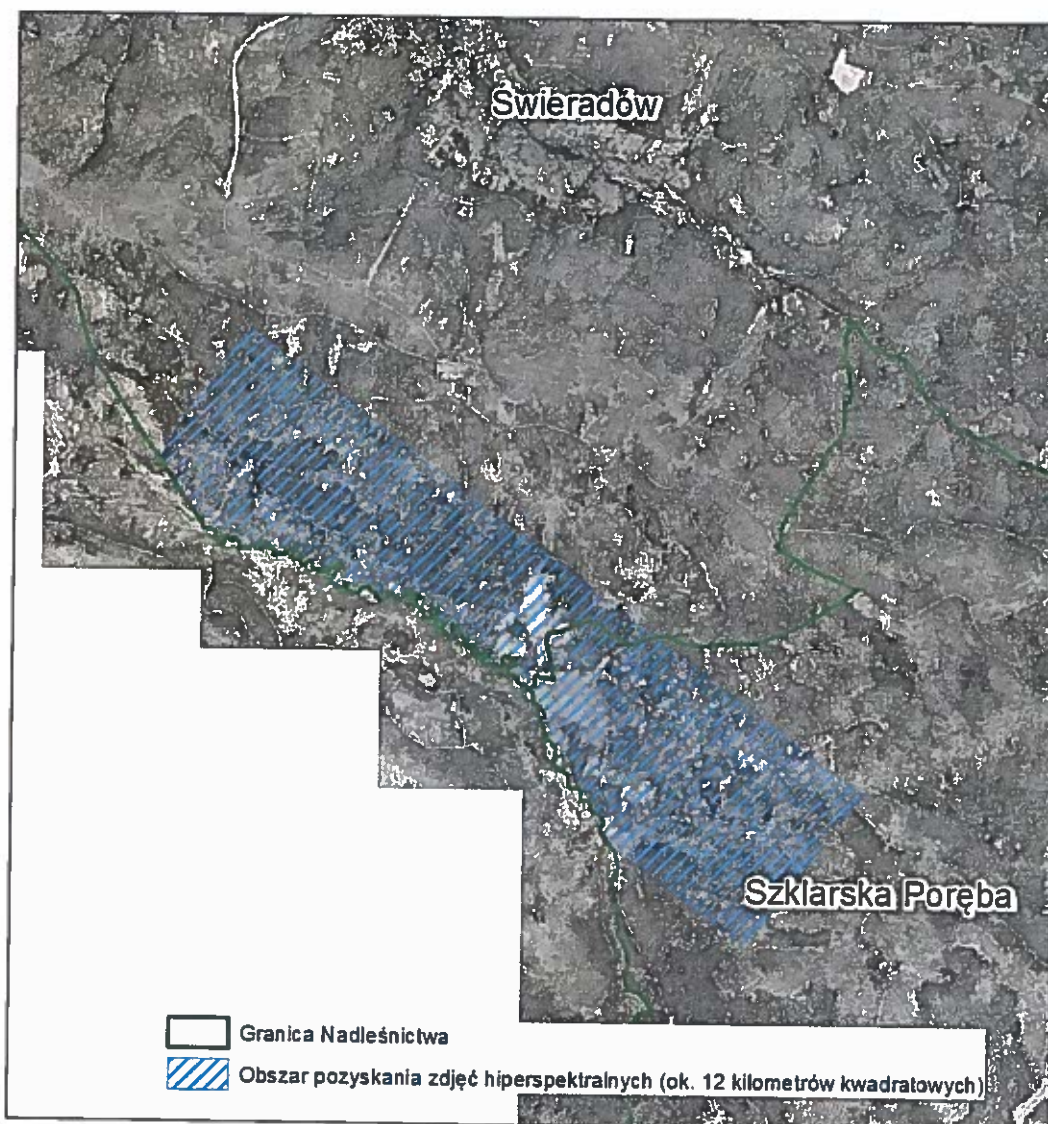 Świeradów
Szklarska Poręba
Granica Nadleśnictwa
Obszar pozyskania zdjęć hiperspektralnych (ok. 12 kilometrów kwadratowych)